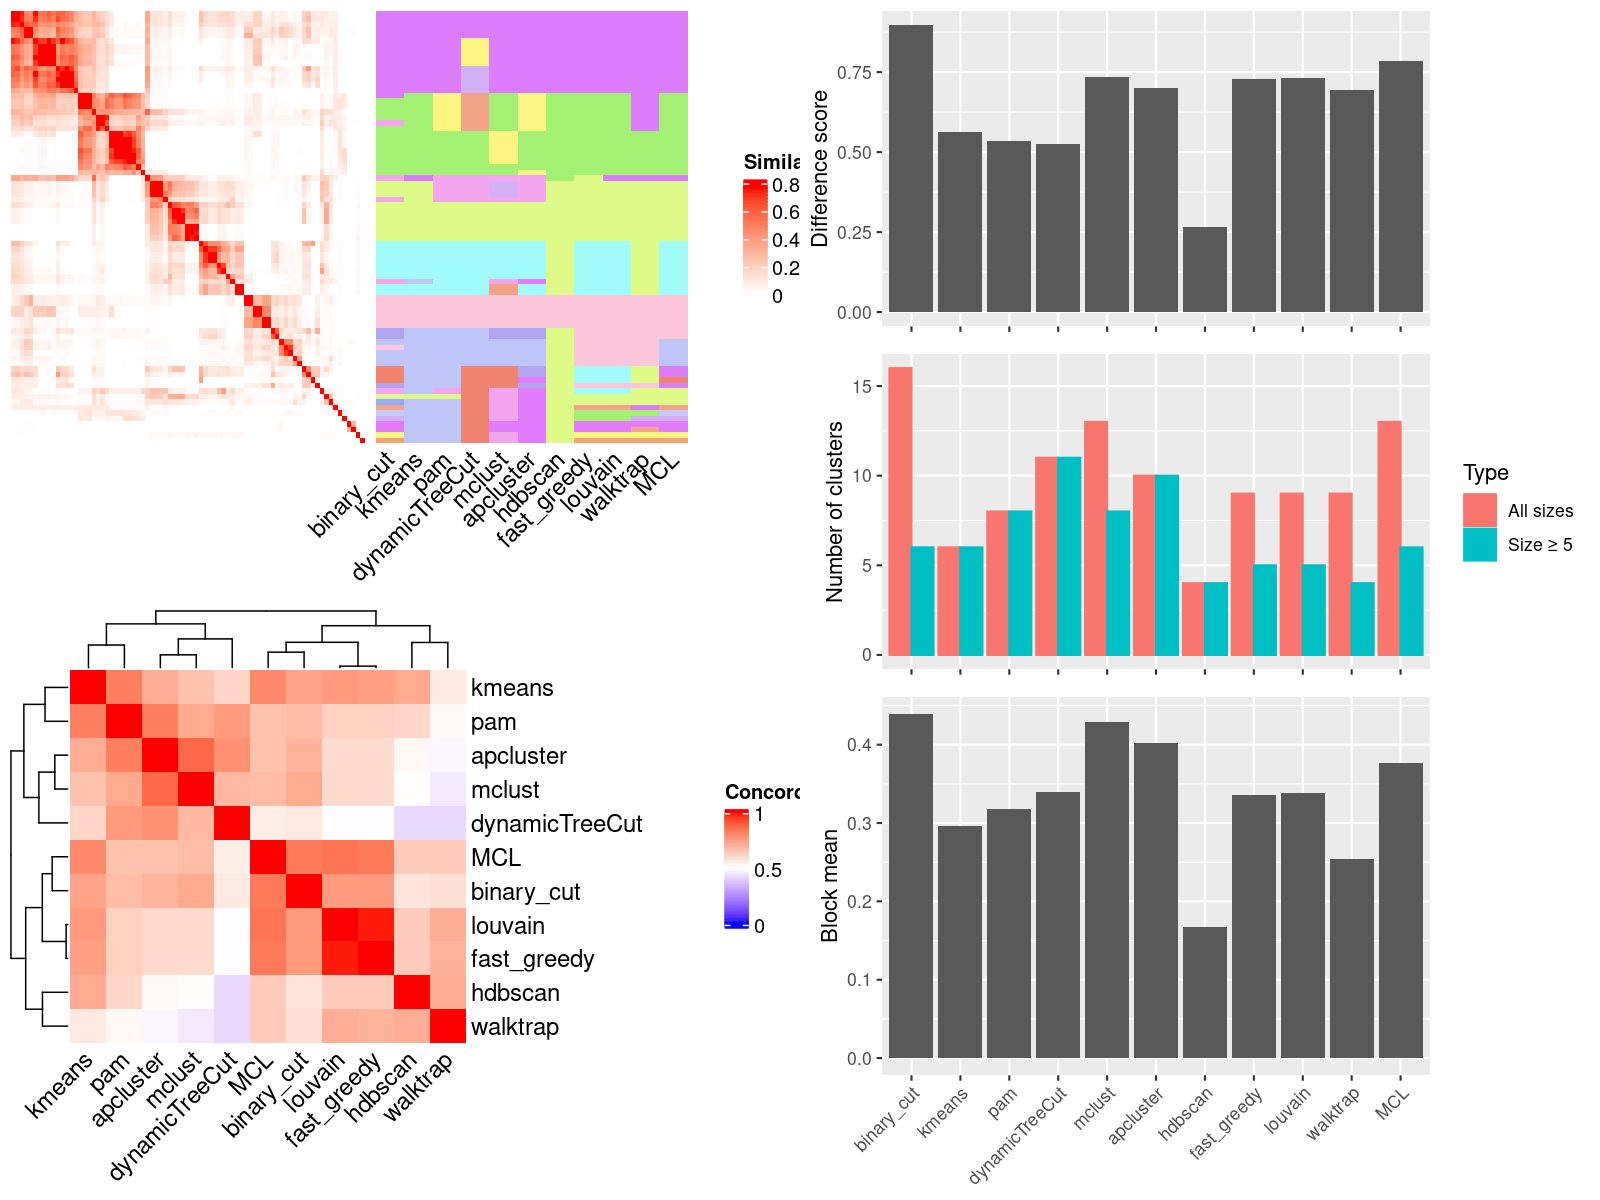 Simila
0.8
0.6
0.4
0.2
0
binary_cut
kmeans
pam
dynamicTreeCut
mclust
apcluster
hdbscan
fast_greedy
louvain
walktrap
MCL
kmeans
pam
apcluster
mclust
dynamicTreeCut
MCL
binary_cut
louvain
fast_greedy
hdbscan
walktrap
kmeans
pam
apcluster
mclust
dynamicTreeCut
MCL
binary_cut
louvain
fast_greedy
hdbscan
walktrap
Concord
1
0.5
0
Difference score
0.75
0.50
0.25
0.00
Number of clusters
15
10
5
0
Type
All sizes
Size ≥ 5
Block mean
0.4
0.3
0.2
0.1
0.0
binary_cut
kmeans
pam
dynamicTreeCut
mclust
apcluster
hdbscan
fast_greedy
louvain
walktrap
MCL